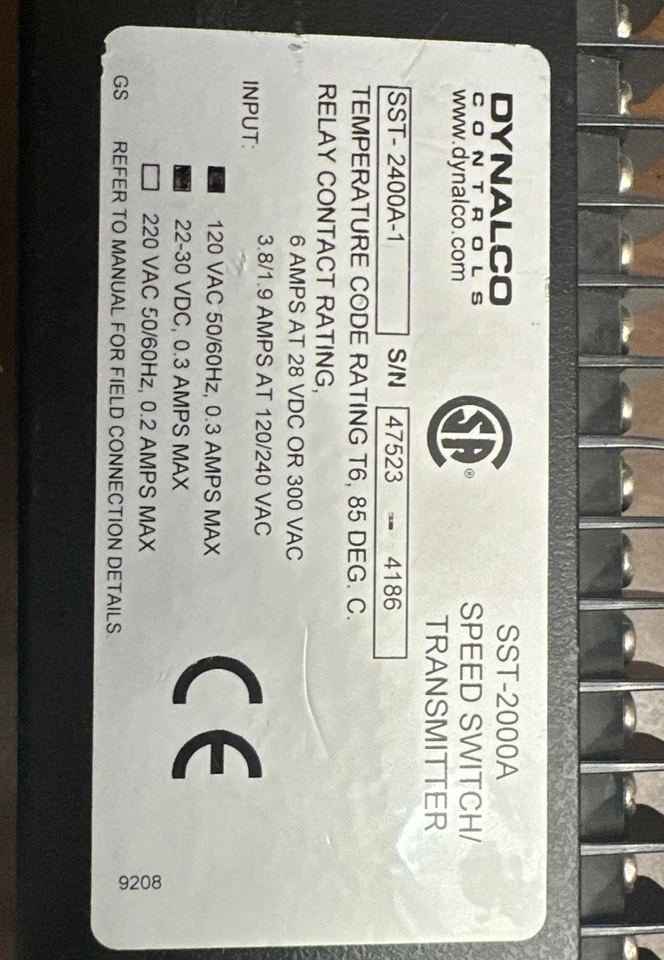 DYNALCO
CONTROLS
www.dynalco.com
SA
®
SST-2000A
SPEED SWITCH/
TRANSMITTER
SST- 2400A-1 S/N 47523 - 4186
TEMPERATURE CODE RATING T6, 85 DEG. C.
RELAY CONTACT RATING,
6 AMPS AT 28 VDC OR 300 VAC
3.8/1.9 AMPS AT 120/240 VAC
INPUT:
120 VAC 50/60Hz, 0.3 AMPS MAX
22-30 VDC, 0.3 AMPS MAX
220 VAC 50/60Hz, 0.2 AMPS MAX
CE
GS REFER TO MANUAL FOR FIELD CONNECTION DETAILS
9208